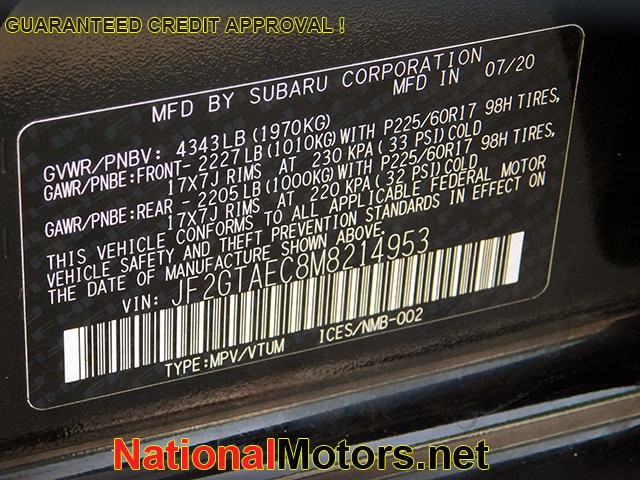 GUARANTEED CREDIT APPROVAL !
MFD BY SUBARU CORPORATION
MFD IN 07/20
GVWR/PNBV: 4343LB(1970KG)
GAWR/PNBE:FRONT- 2227LB(1010KG)WITH P225/60R17 98H TIRES,
17X7J RIMS AT 230 KPA(33 PSI)COLD
GAWR/PNBE:REAR - 2205LB(1000KG)WITH P225/60R17 98H TIRES,
17X7J RIMS AT 220 KPA(32 PSI)COLD
THIS VEHICLE CONFORMS TO ALL APPLICABLE FEDERAL MOTOR
VEHICLE SAFETY AND THEFT PREVENTION STANDARDS IN EFFECT ON
THE DATE OF MANUFACTURE SHOWN ABOVE.
VIN: JF2GTAEC8M8214953
TYPE:MPV/VTUM ICES/NMB-002
NationalMotors.net